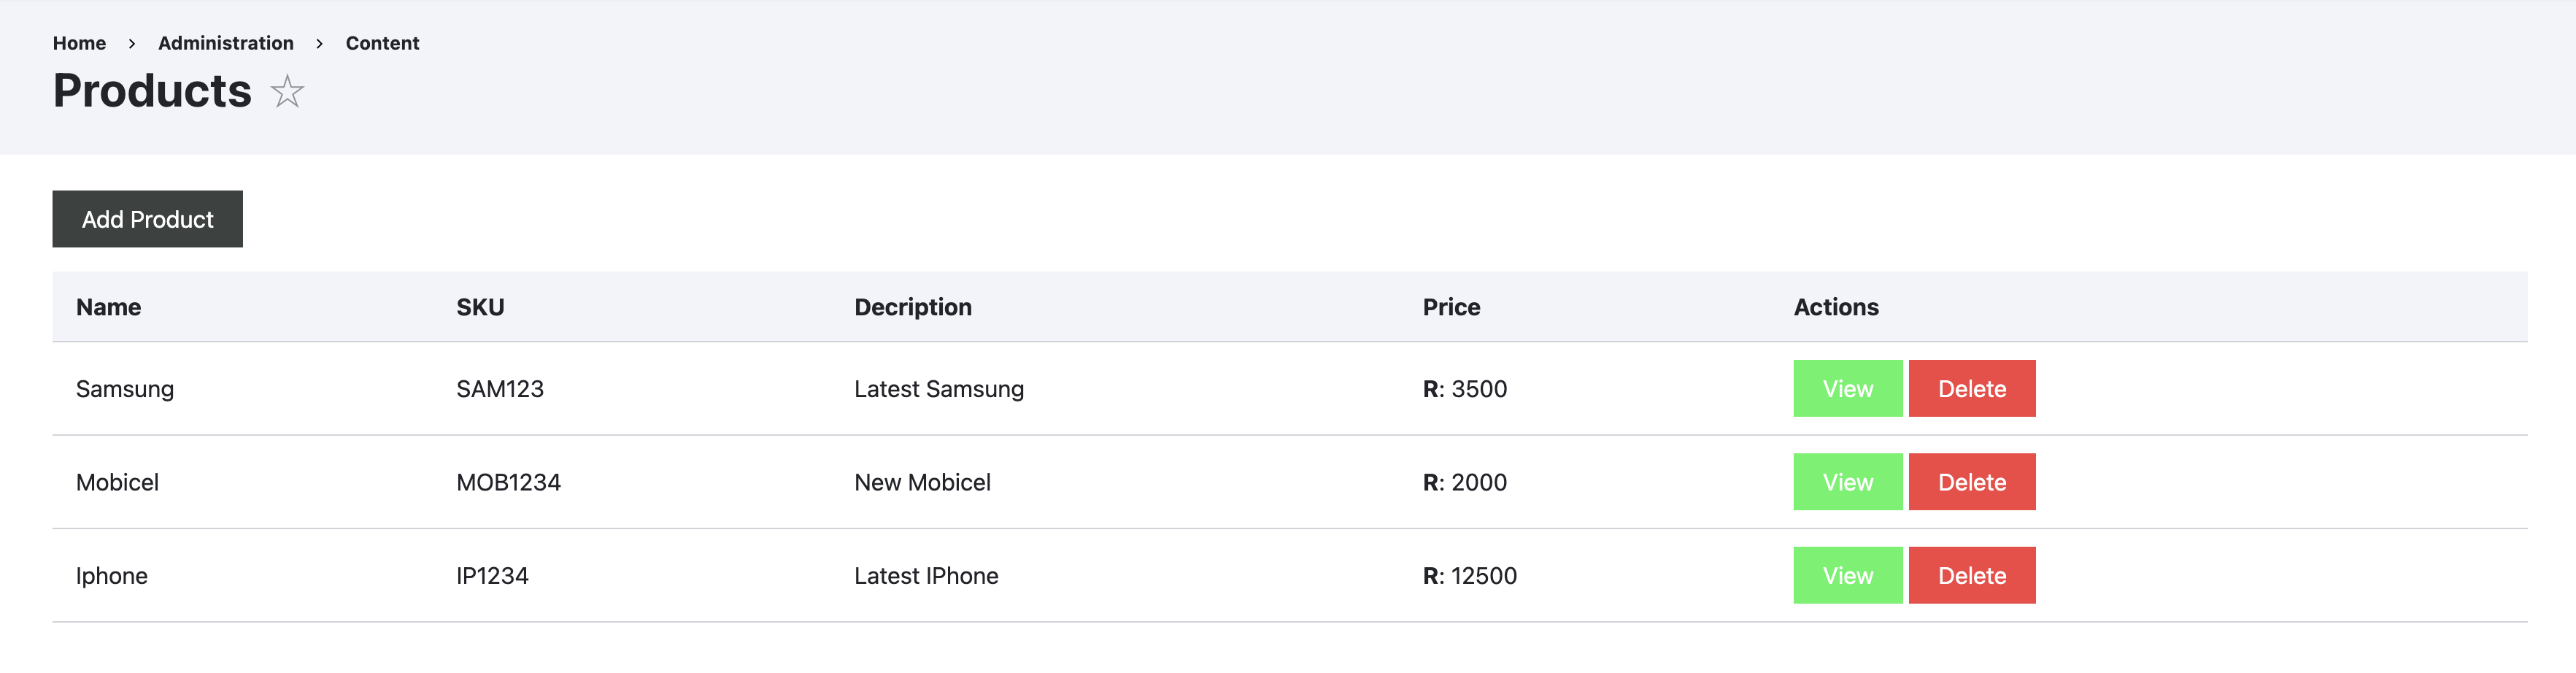 Home > Administration > Content
Products
Add Product
Name SKU Decription Price Actions
Samsung SAM123 Latest Samsung R: 3500 View Delete
Mobicel MOB1234 New Mobicel R: 2000 View Delete
Iphone IP1234 Latest IPhone R: 12500 View Delete